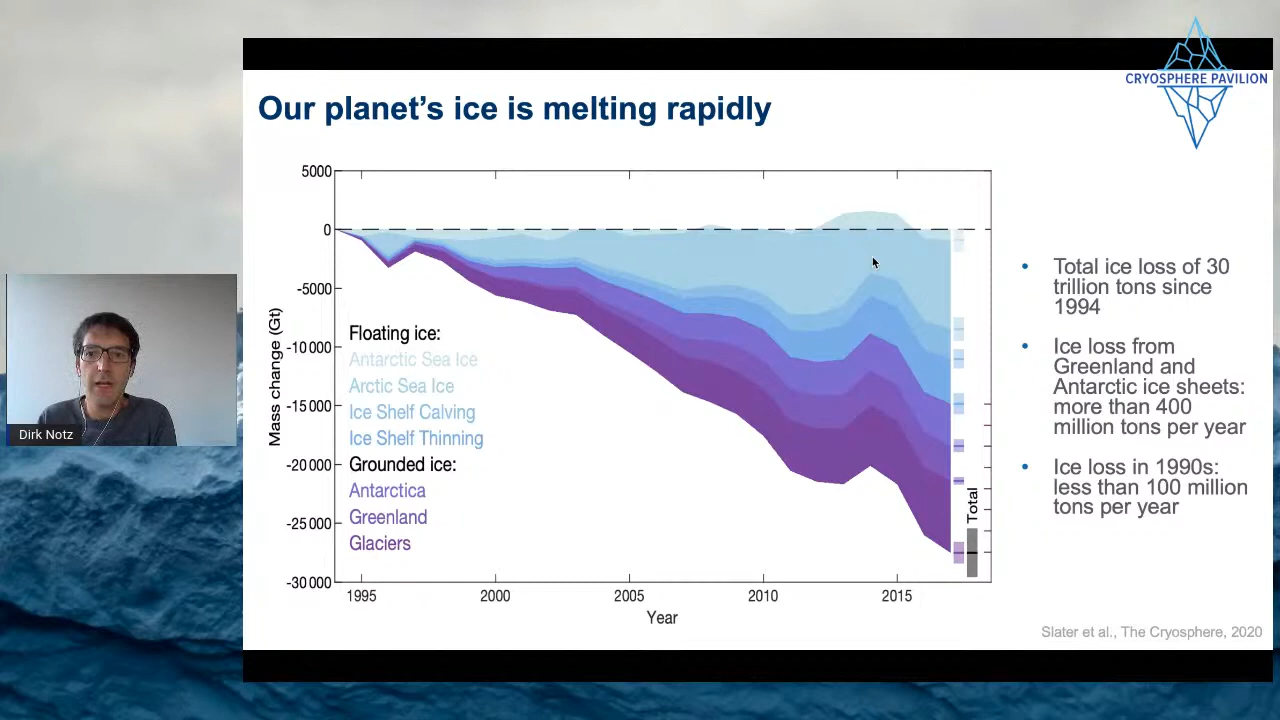 CRYOSPHERE PAVILION
Our planet's ice is melting rapidly
5000
0
-5000
-10000
-15000
-20000
-25000
-30000
Mass change (Gt)
Floating ice:
Antarctic Sea Ice
Arctic Sea Ice
Ice Shelf Calving
Ice Shelf Thinning
Grounded ice:
Antarctica
Greenland
Glaciers
Total
1995
2000
2005
2010
2015
Year
• Total ice loss of 30
trillion tons since
1994
• Ice loss from
Greenland and
Antarctic ice sheets:
more than 400
million tons per year
• Ice loss in 1990s:
less than 100 million
tons per year
Slater et al., The Cryosphere, 2020
Dirk Notz